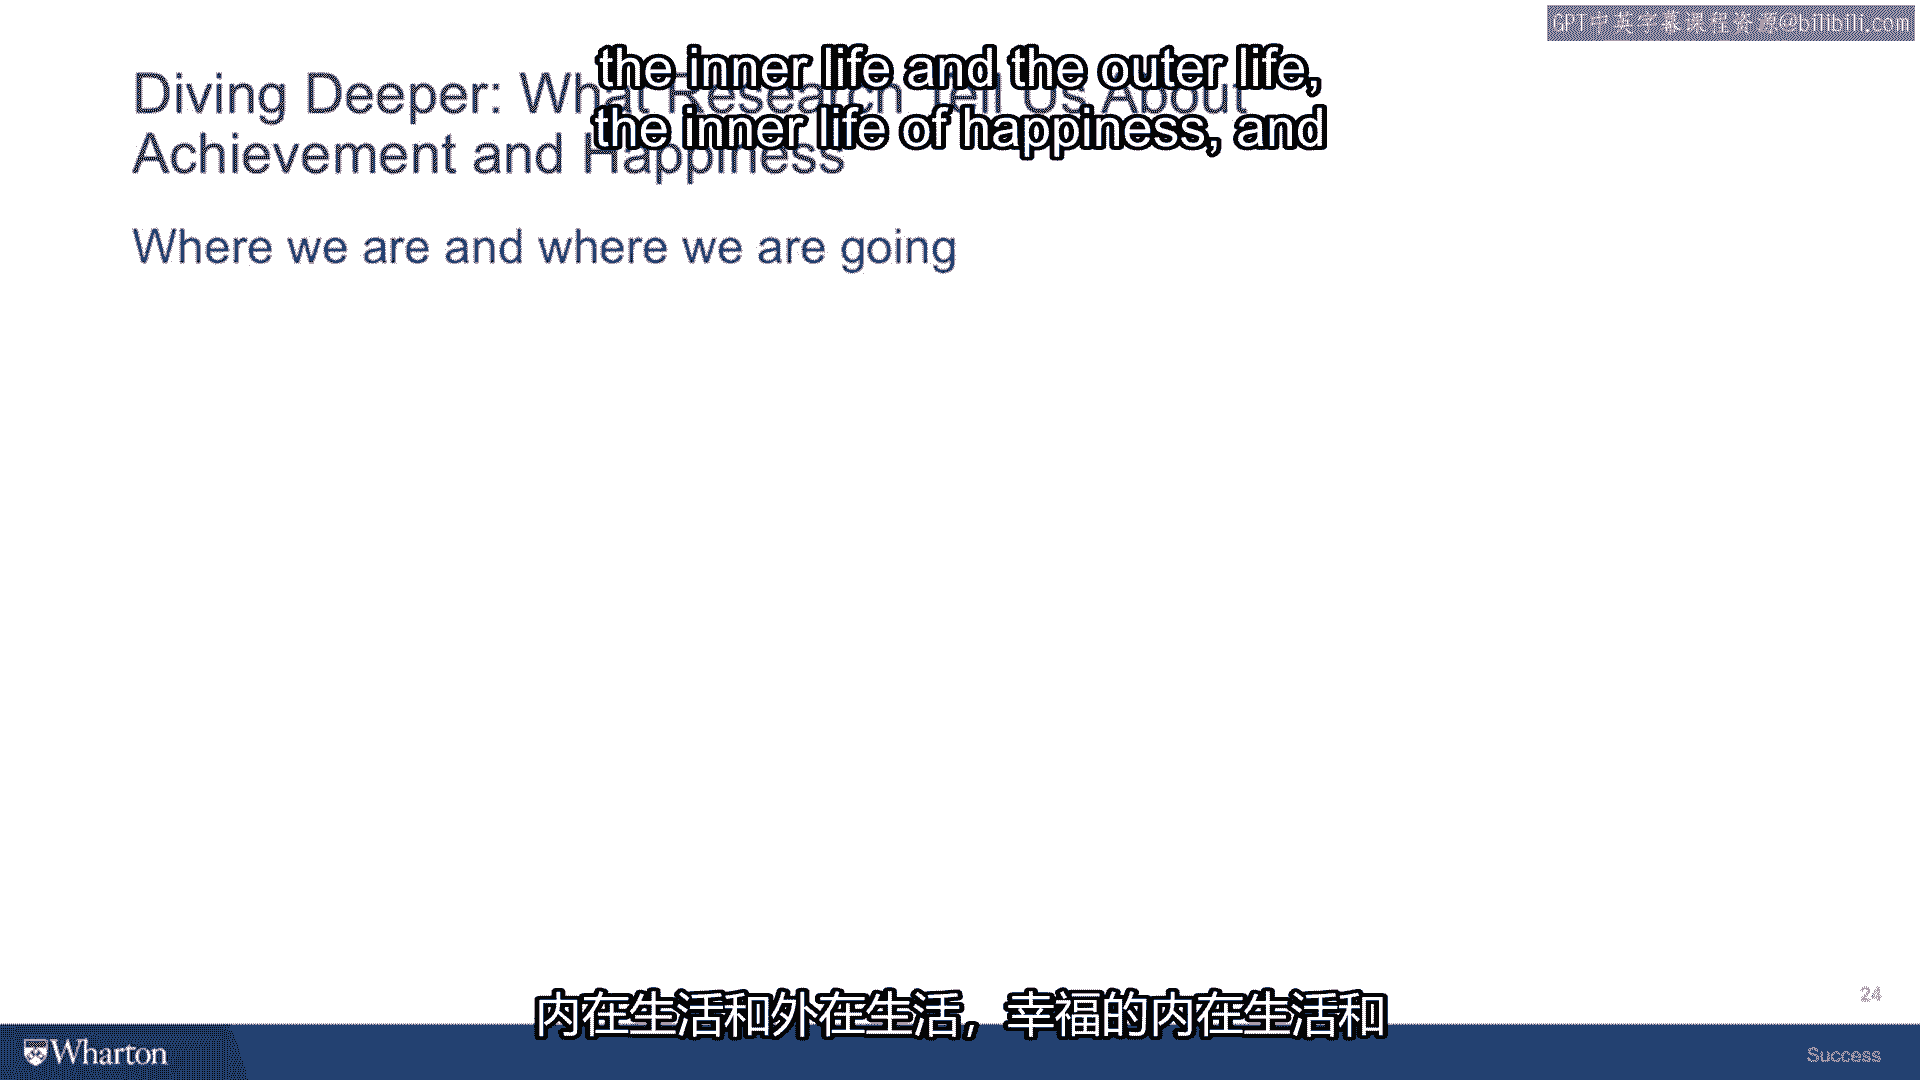 GPT中英字幕课程资源@bilibili.com
the inner life and the outer life,
the inner life of happiness, and
Diving Deeper: What Research Tell Us About
Achievement and Happiness
Where we are and where we are going
内在生活和外在生活，幸福的内在生活和
24
Wharton
Success